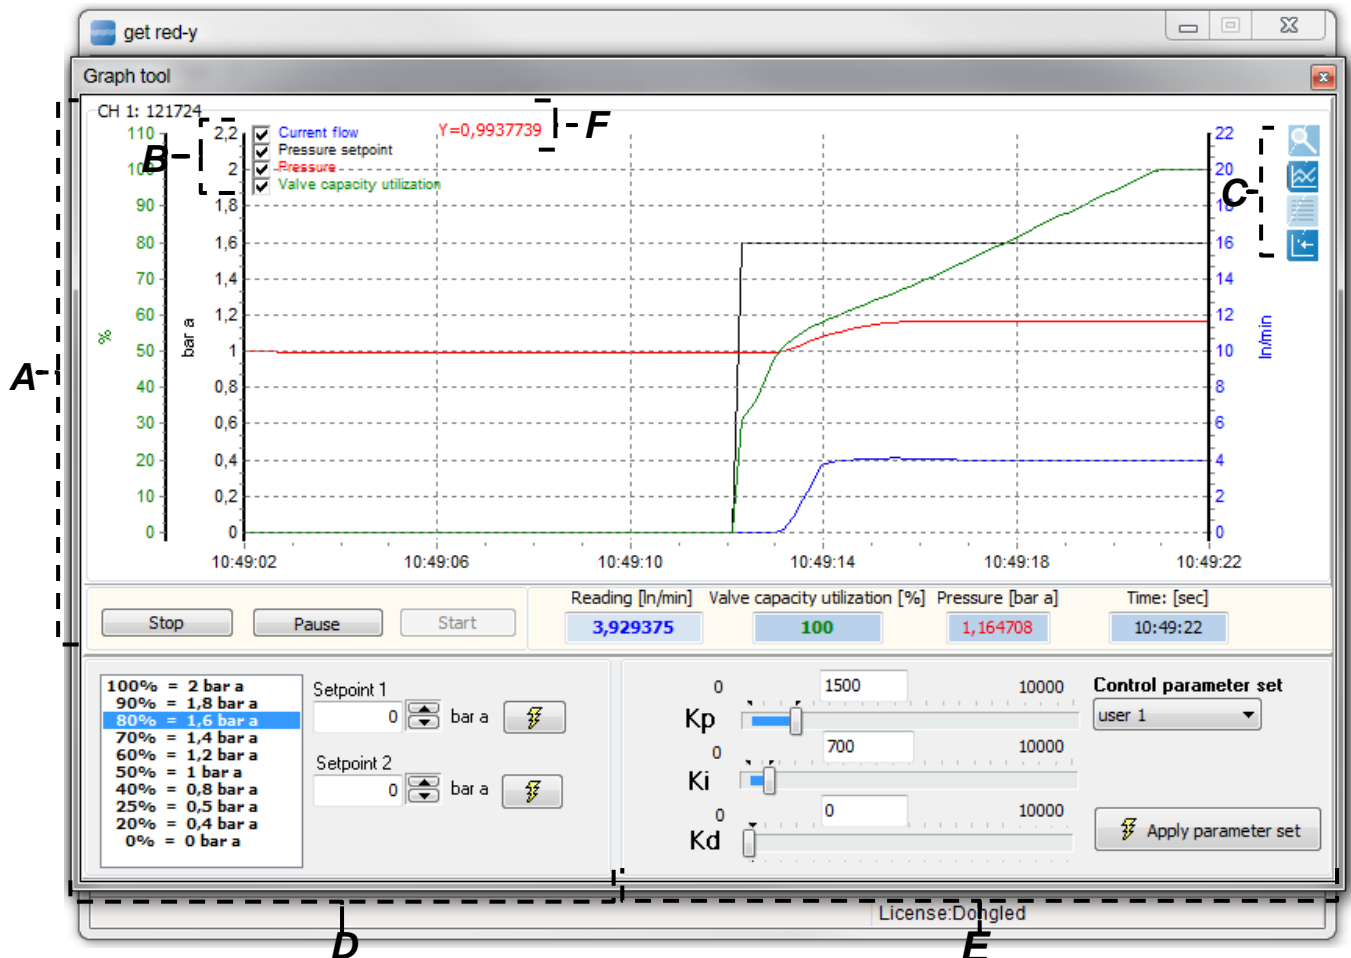 get red-y
Graph tool
CH 1: 121724
110
100
90
80
70
60
50
40
30
20
10
0
%
2,2
2
1,8
1,6
1,4
1,2
1
0,8
0,6
0,4
0,2
0
bar a
Current flow
Pressure setpoint
Pressure
Valve capacity utilization
Y=0,9937739
22
20
18
16
14
12
10
8
6
4
2
0
ln/min
10:49:02
10:49:06
10:49:10
10:49:14
10:49:18
10:49:22
A
B
C
F
Stop
Pause
Start
Reading [ln/min]
Valve capacity utilization [%]
Pressure [bar a]
Time: [sec]
3,929375
100
1,164708
10:49:22
100% = 2 bar a
90% = 1,8 bar a
80% = 1,6 bar a
70% = 1,4 bar a
60% = 1,2 bar a
50% = 1 bar a
40% = 0,8 bar a
25% = 0,5 bar a
20% = 0,4 bar a
0% = 0 bar a
Setpoint 1
0
bar a
Setpoint 2
0
bar a
0
1500
10000
Kp
0
700
10000
Ki
0
0
10000
Kd
Control parameter set
user 1
Apply parameter set
License:Dongled
D
E